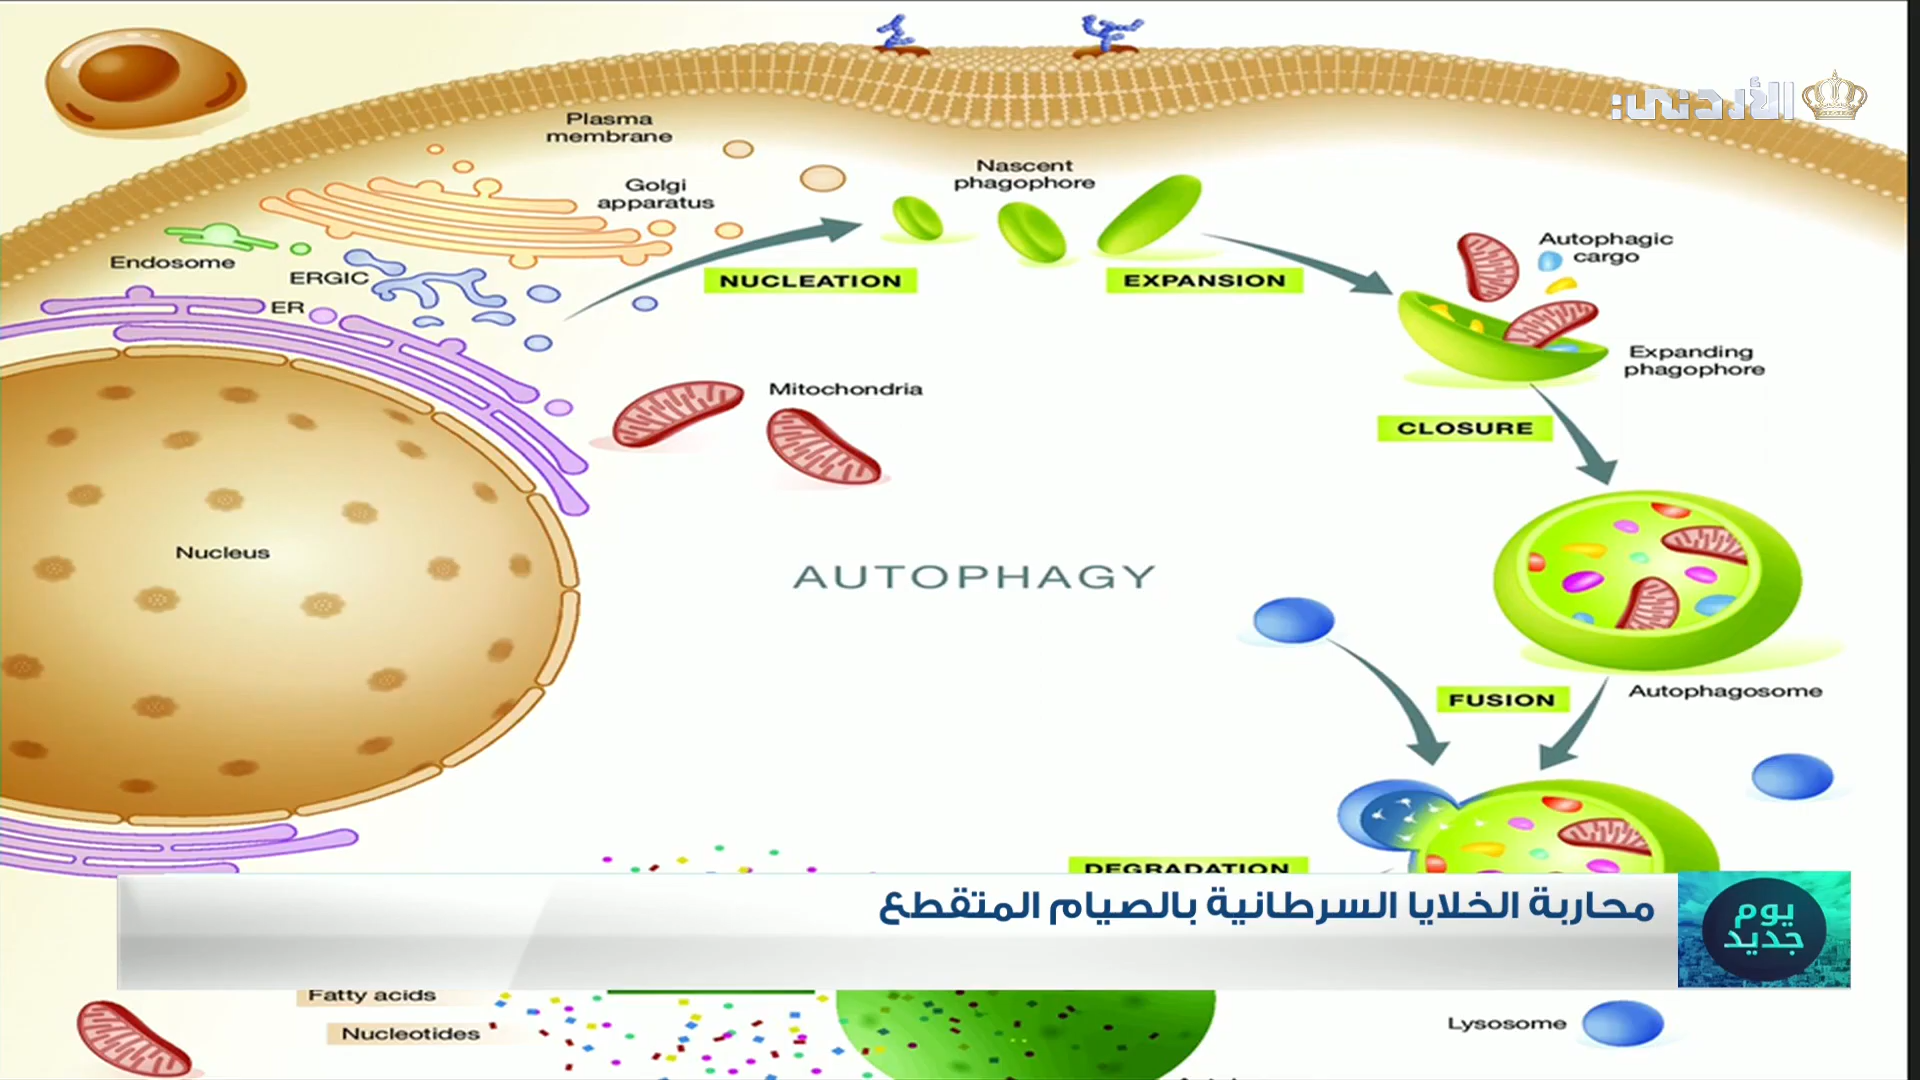 الأردني:
Plasma
membrane
Golgi
apparatus
Nascent
phagophore
Endosome
ERGIC
ER
NUCLEATION
EXPANSION
Autophagic
cargo
Expanding
phagophore
Mitochondria
CLOSURE
Nucleus
AUTOPHAGY
FUSION
Autophagosome
DEGRADATION
محاربة الخلايا السرطانية بالصيام المتقطع
يوم
جديد
Fatty acids
Nucleotides
Lysosome